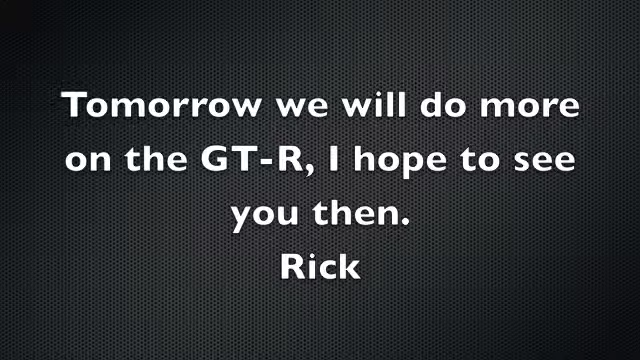 Tomorrow we will do more
on the GT-R, I hope to see
you then.
Rick